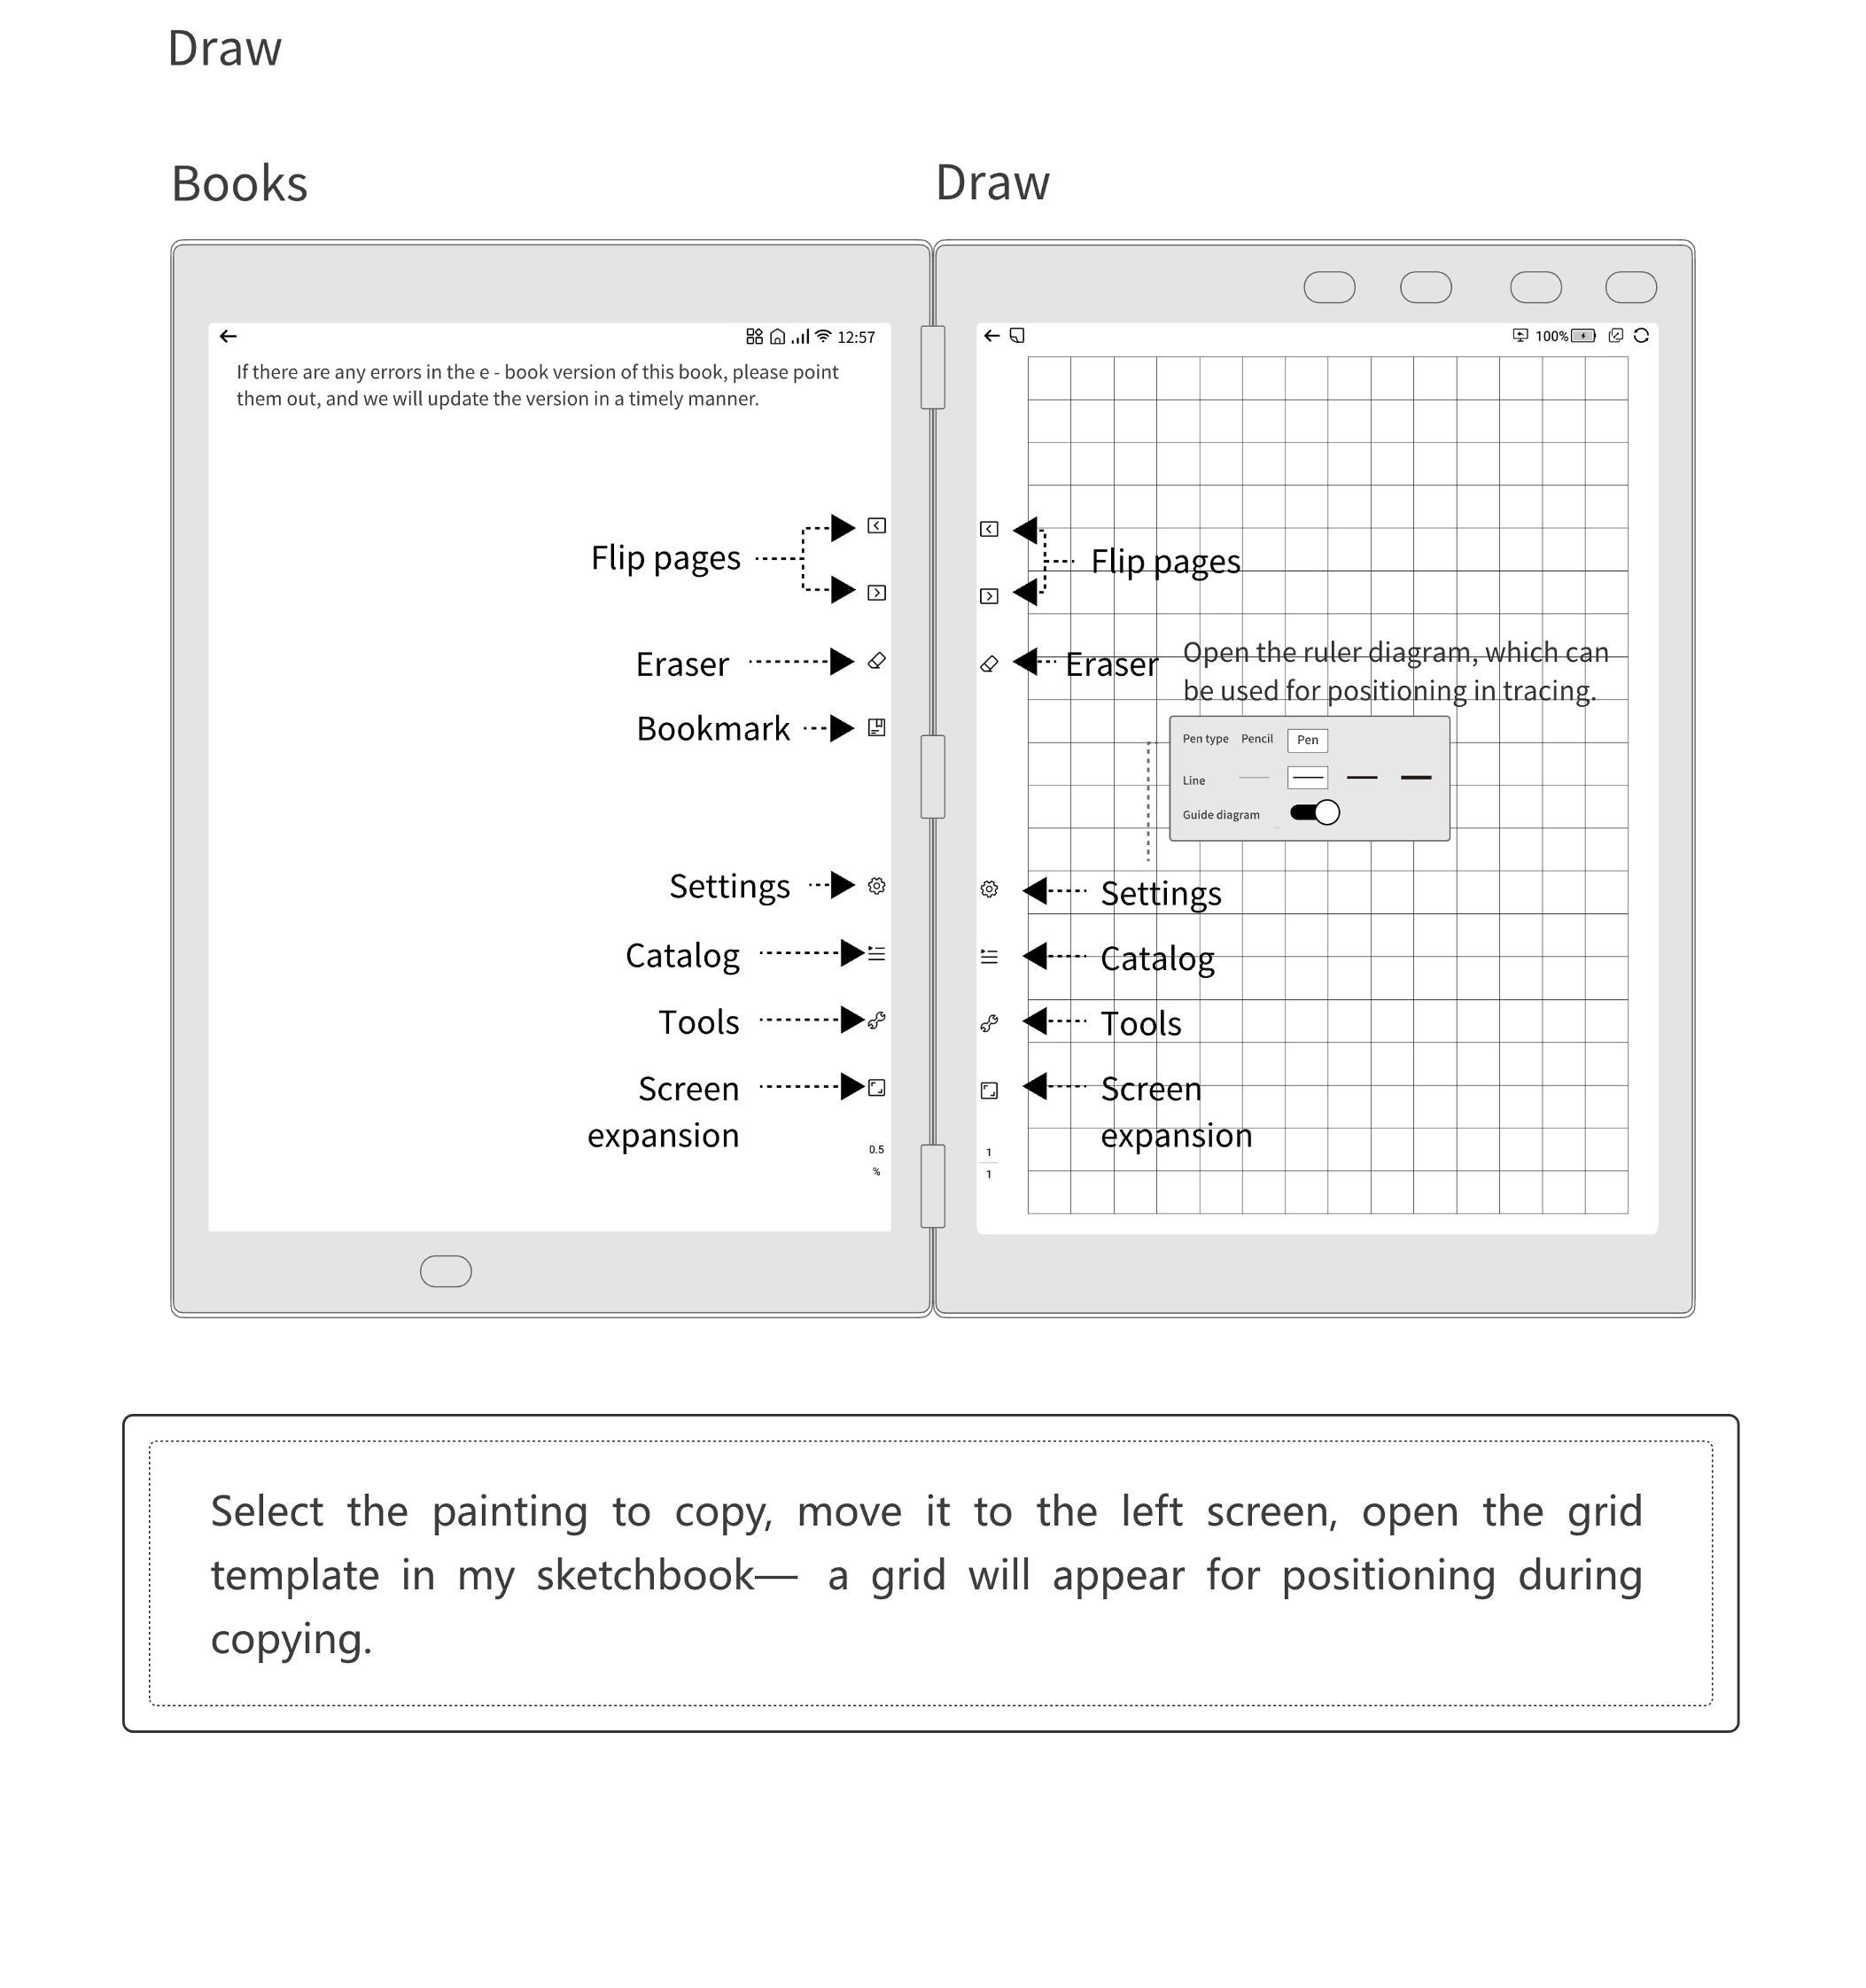 Draw
Books
Draw
12:57
If there are any errors in the e - book version of this book, please point
them out, and we will update the version in a timely manner.
Flip pages
Eraser
Bookmark
Settings
Catalog
Tools
Screen
expansion
0.5
%
100%
Flip pages
Eraser
Open the ruler diagram, which can
be used for positioning in tracing.
Pen type Pencil Pen
Line
Guide diagram
Settings
Catalog
Tools
Screen
expansion
1
1
Select the painting to copy, move it to the left screen, open the grid
template in my sketchbook— a grid will appear for positioning during
copying.